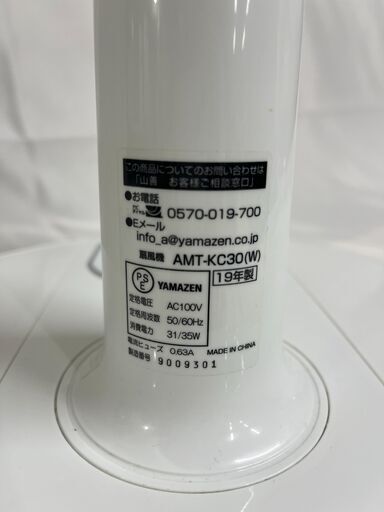 この商品についてのお問い合わせは
「山善 お客様ご相談窓口」
●お電話
0570-019-700
●Eメール
info_a@yamazen.co.jp
扇風機 AMT-KC30(W)
PSE YAMAZEN 19年製
定格電圧 AC100V
定格周波数 50/60Hz
消費電力 31/35W
電流ヒューズ 0.63A MADE IN CHINA
製造番号 9009301